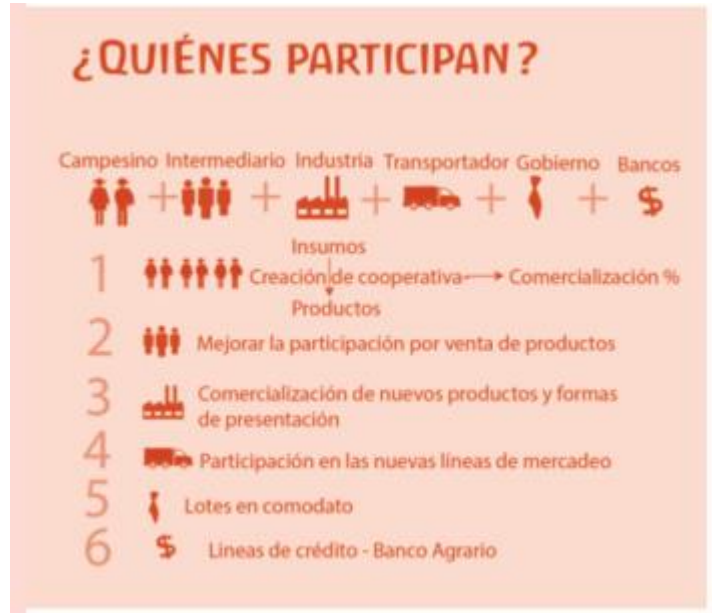 ¿QUIÉNES PARTICIPAN?
Campesino Intermediario Industria Transportador Gobierno Bancos
+ + + + + $
Insumos
1 Creación de cooperativa → Comercialización %
Productos
2 Mejorar la participación por venta de productos
3 Comercialización de nuevos productos y formas
de presentación
4 Participación en las nuevas líneas de mercadeo
5 Lotes en comodato
6 $ Lineas de crédito - Banco Agrario